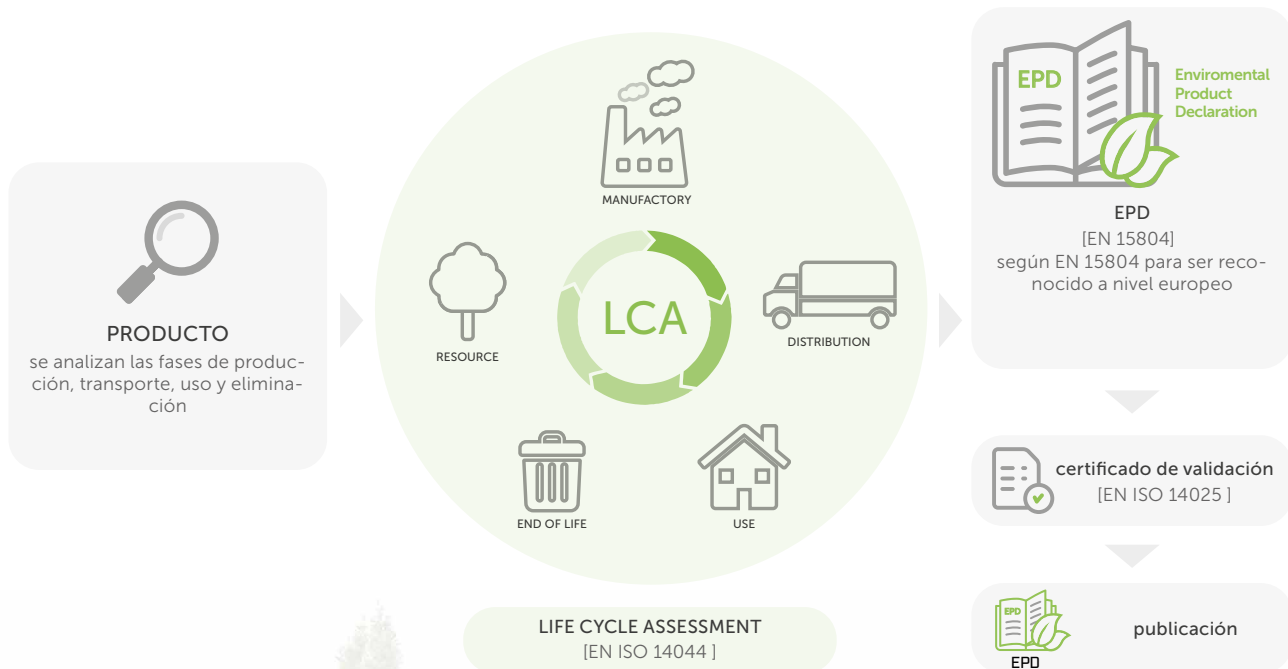 PRODUCTO
se analizan las fases de produc-
ción, transporte, uso y elimina-
ción
MANUFACTORY
RESOURCE
LCA
DISTRIBUTION
END OF LIFE
USE
LIFE CYCLE ASSESSMENT
[EN ISO 14044 ]
EPD
Enviromental
Product
Declaration
EPD
[EN 15804]
según EN 15804 para ser reco-
nocido a nivel europeo
certificado de validación
[EN ISO 14025 ]
EPD
EPD
publicación